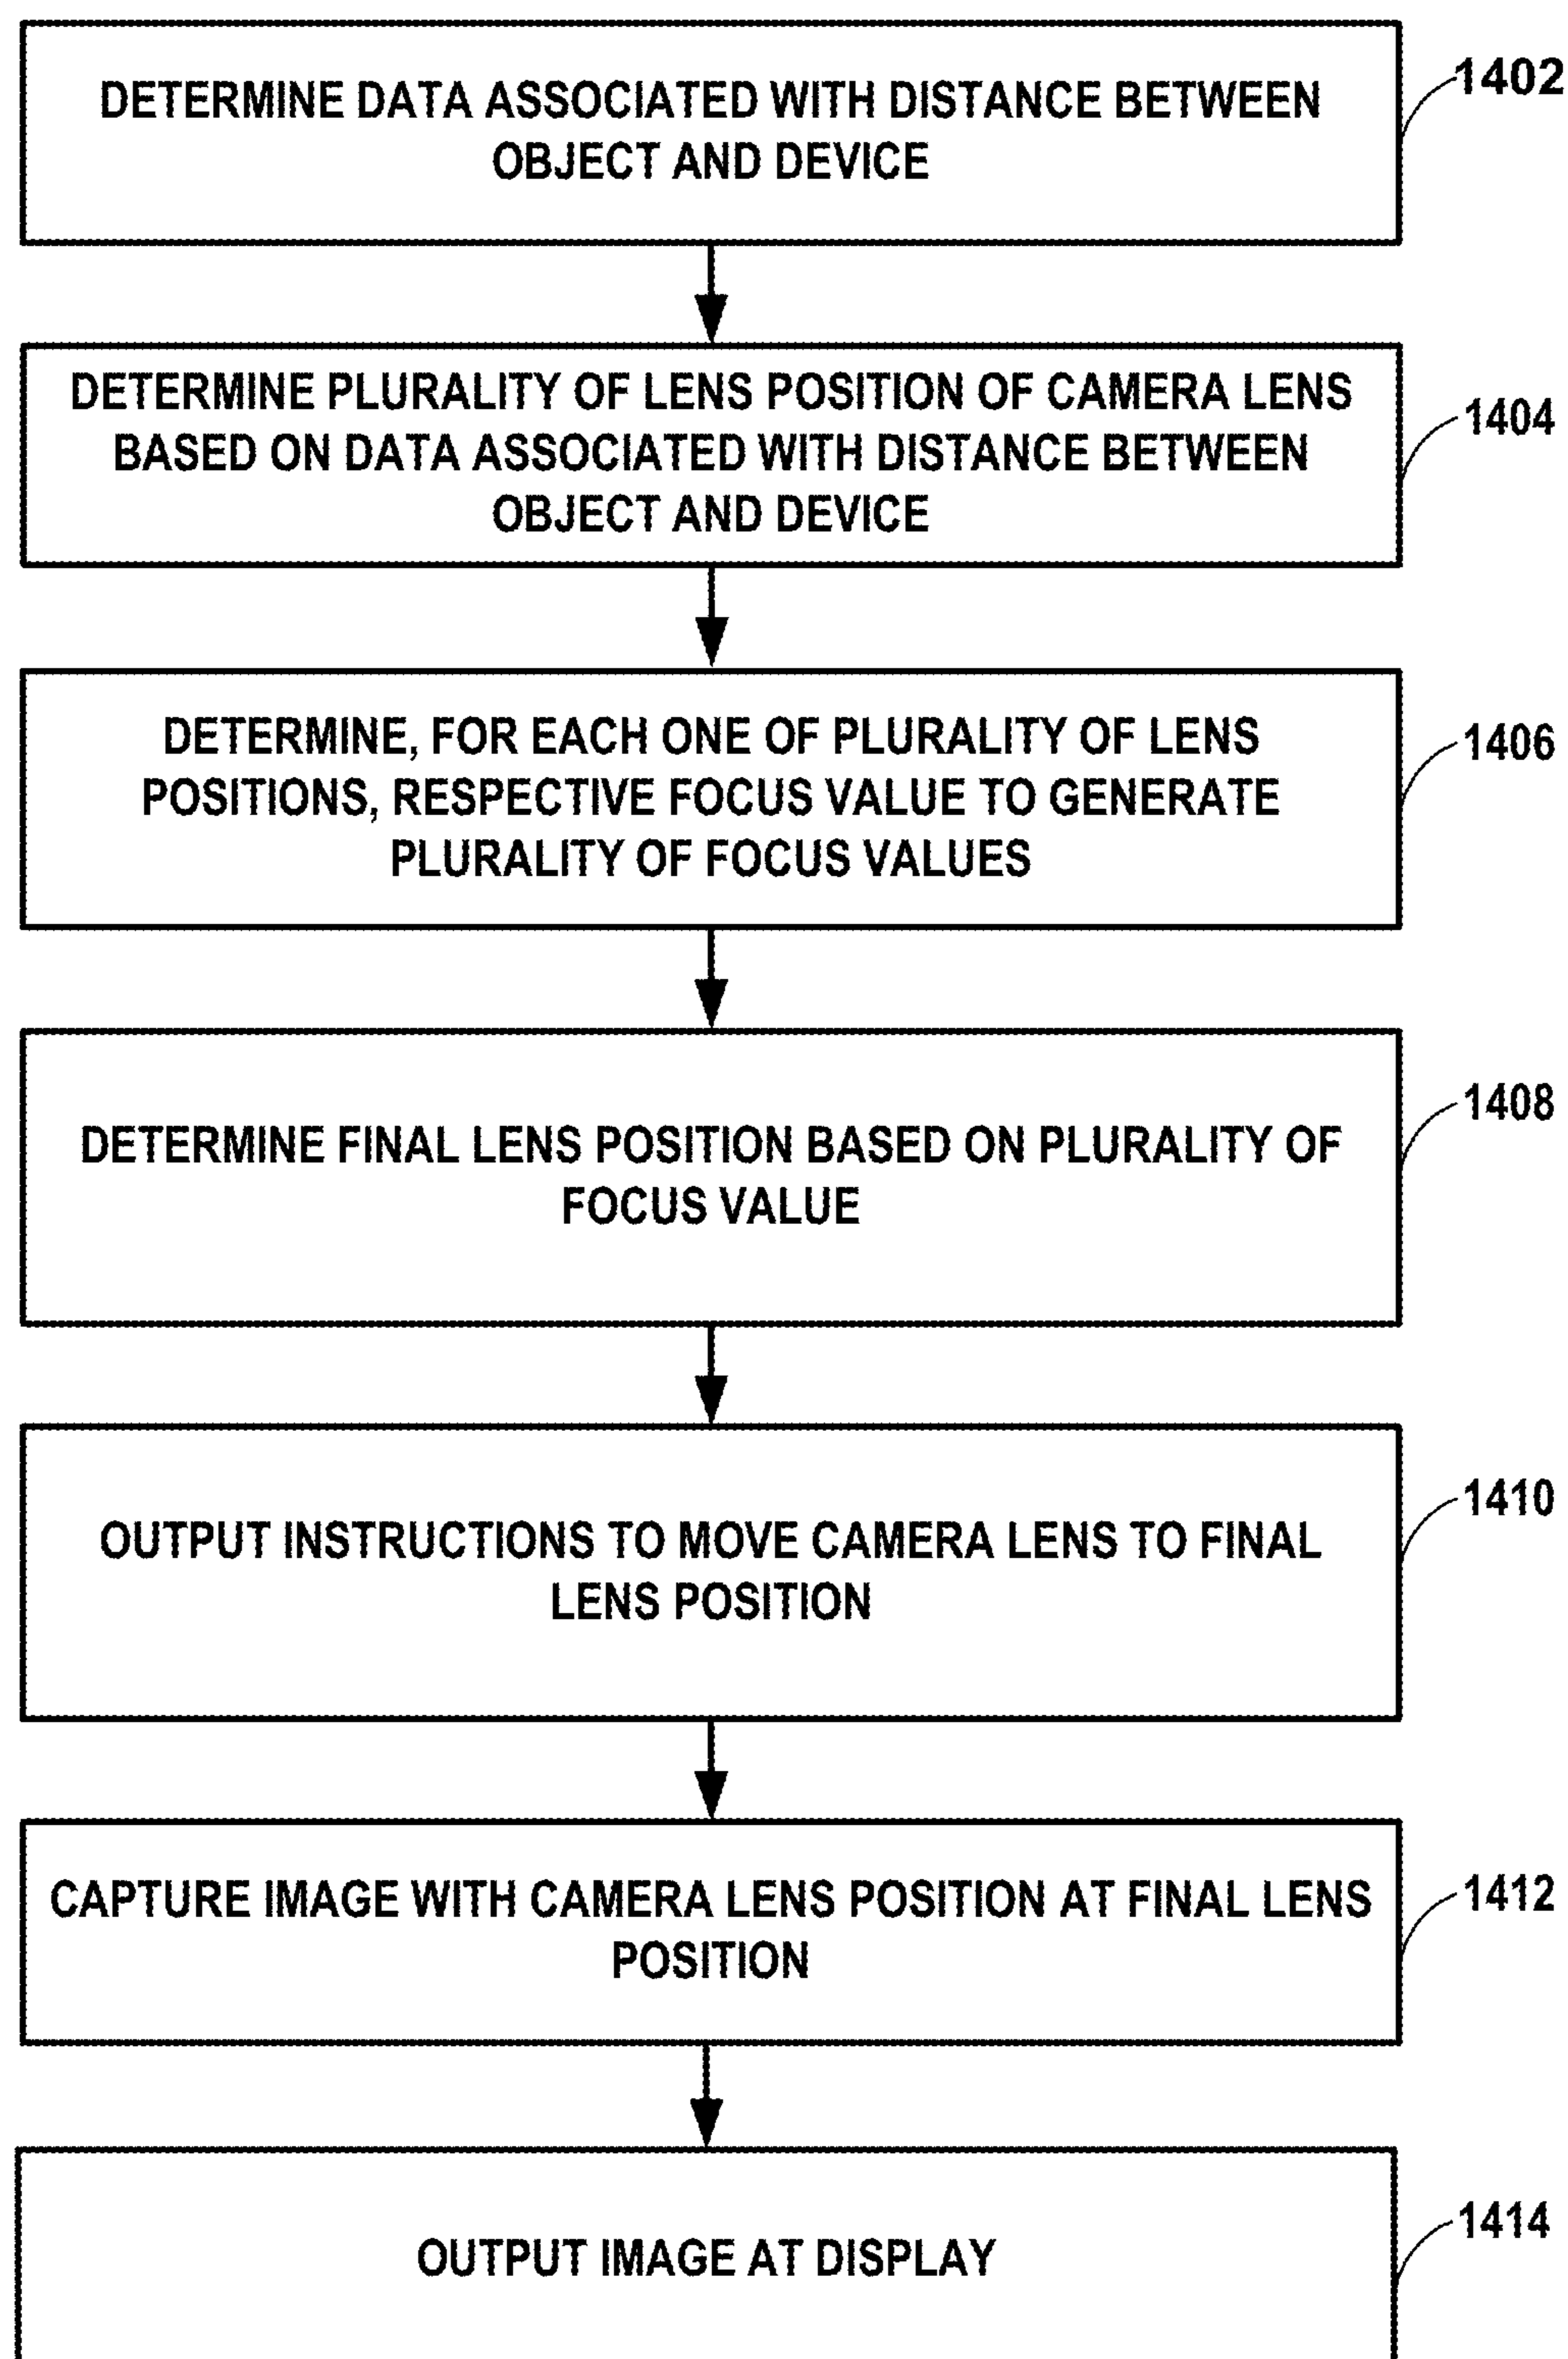 DETERMINE DATA ASSOCIATED WITH DISTANCE BETWEEN
OBJECT AND DEVICE
1402
DETERMINE PLURALITY OF LENS POSITION OF CAMERA LENS
BASED ON DATA ASSOCIATED WITH DISTANCE BETWEEN
OBJECT AND DEVICE
1404
DETERMINE, FOR EACH ONE OF PLURALITY OF LENS
POSITIONS, RESPECTIVE FOCUS VALUE TO GENERATE
PLURALITY OF FOCUS VALUES
1406
DETERMINE FINAL LENS POSITION BASED ON PLURALITY OF
FOCUS VALUE
1408
OUTPUT INSTRUCTIONS TO MOVE CAMERA LENS TO FINAL
LENS POSITION
1410
CAPTURE IMAGE WITH CAMERA LENS POSITION AT FINAL LENS
POSITION
1412
OUTPUT IMAGE AT DISPLAY
1414